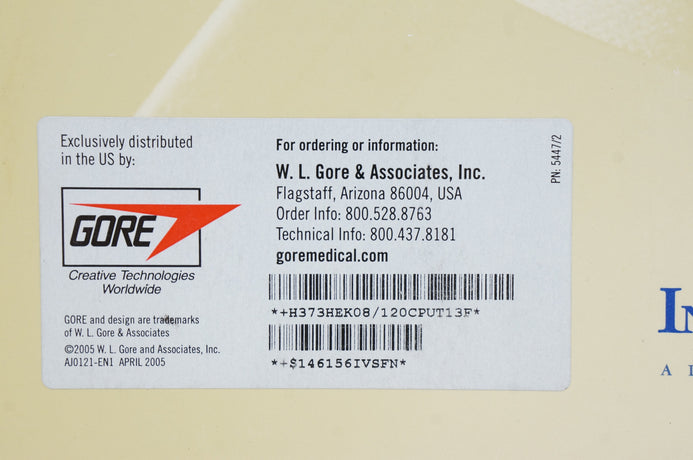 Exclusively distributed
in the US by:
GORE
Creative Technologies
Worldwide
GORE and design are trademarks
of W. L. Gore & Associates
©2005 W. L. Gore and Associates, Inc.
AJ0121-EN1 APRIL 2005
For ordering or information:
W. L. Gore & Associates, Inc.
Flagstaff, Arizona 86004, USA
Order Info: 800.528.8763
Technical Info: 800.437.8181
goremedical.com
*+H373HEK08/120CPUT13F*
*+$146156IVSFN*
PN: 5447/2